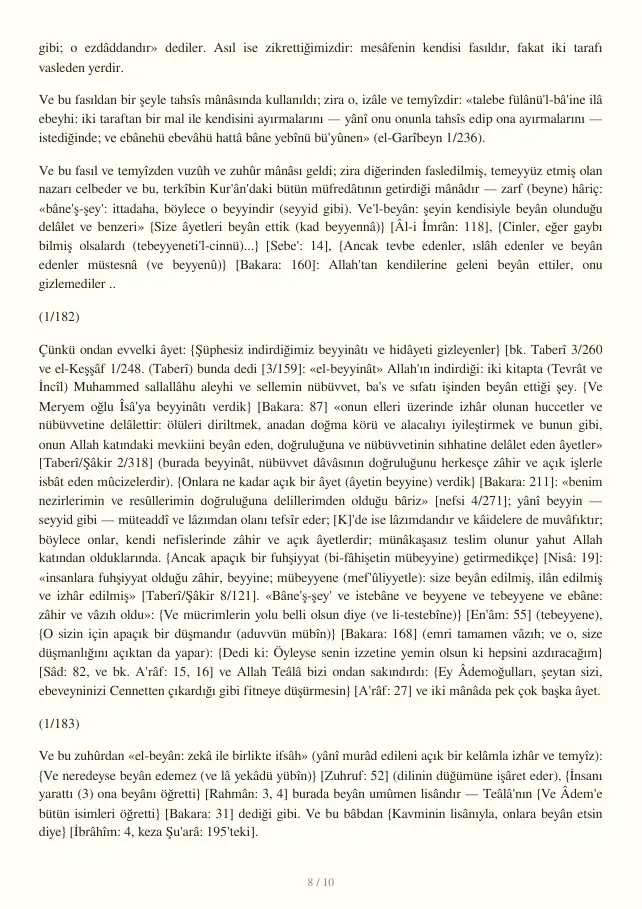 gibi; o ezdâddandır» dediler. Asıl ise zikrettiğimizdir: mesâfenin kendisi fasıldır, fakat iki tarafı
vasleden yerdir.
Ve bu fasıldan bir şeyle tahsîs mânâsında kullanıldı; zira o, izâle ve temyîzdir: «talebe fülânü'l-bâ'ine ilâ
ebeyhi: iki taraftan bir mal ile kendisini ayırmalarını — yânî onu onunla tahsîs edip ona ayırmalarını —
istediğinde; ve ebânehü ebevâhü hattâ bâne yebînü bü'yûnen» (el-Garîbeyn 1/236).
Ve bu fasıl ve temyîzden vuzûh ve zuhûr mânâsı geldi; zira diğerinden fasledilmiş, temeyyüz etmiş olan
nazarı celbeder ve bu, terkîbin Kur'ân'daki bütün müfredâtının getirdiği mânâdır — zarf (beyne) hâriç:
«bâne'ş-şey': ittadaha, böylece o beyyindir (seyyid gibi). Ve'l-beyân: şeyin kendisiyle beyân olunduğu
delâlet ve benzeri» {Size âyetleri beyân ettik (kad beyyennâ)} [Âl-i İmrân: 118], {Cinler, eğer gaybı
bilmiş olsalardı (tebeyyeneti'l-cinnü)...} [Sebe': 14], {Ancak tevbe edenler, ıslâh edenler ve beyân
edenler müstesnâ (ve beyyenû)} [Bakara: 160]: Allah'tan kendilerine geleni beyân ettiler, onu
gizlemediler ..
(1/182)
Çünkü ondan evvelki âyet: {Şüphesiz indirdiğimiz beyyinâtı ve hidâyeti gizleyenler} [bk. Taberî 3/260
ve el-Keşşâf 1/248. (Taberî) bunda dedi [3/159]: «el-beyyinât» Allah'ın indirdiği: iki kitapta (Tevrât ve
İncîl) Muhammed sallallâhu aleyhi ve sellemin nübüvvet, ba's ve sıfatı işinden beyân ettiği şey. {Ve
Meryem oğlu Îsâ'ya beyyinâtı verdik} [Bakara: 87] «onun elleri üzerinde izhâr olunan huccetler ve
nübüvvetine delâlettir: ölüleri diriltmek, anadan doğma körü ve alacalıyı iyileştirmek ve bunun gibi,
onun Allah katındaki mevkiini beyân eden, doğruluğuna ve nübüvvetinin sıhhatine delâlet eden âyetler»
[Taberî/Şâkir 2/318] (burada beyyinât, nübüvvet dâvâsının doğruluğunu herkesçe zâhir ve açık işlerle
isbât eden mûcizelerdir). {Onlara ne kadar açık bir âyet (âyetin beyyine) verdik} [Bakara: 211]: «benim
nezirlerimin ve resûllerimin doğruluğuna delillerimden olduğu bâriz» [nefsi 4/271]; yânî beyyin —
seyyid gibi — müteaddî ve lâzımdan olanı tefsîr eder; [K]'de ise lâzımdandır ve kâidelere de muvâfıktır;
böylece onlar, kendi nefislerinde zâhir ve açık âyetlerdir; münâkaşasız teslim olunur yahut Allah
katından olduklarında. {Ancak apaçık bir fuhşiyyat (bi-fâhişetin mübeyyine) getirmedikçe} [Nisâ: 19]:
«insanlara fuhşiyyat olduğu zâhir, beyyine; mübeyyene (mef'ûliyyetle): size beyân edilmiş, ilân edilmiş
ve izhâr edilmiş» [Taberî/Şâkir 8/121]. «Bâne'ş-şey' ve istebâne ve beyyene ve tebeyyene ve ebâne:
zâhir ve vâzıh oldu»: {Ve mücrimlerin yolu belli olsun diye (ve li-testebîne)} [En'âm: 55] (tebeyyene),
{O sizin için apaçık bir düşmandır (aduvvün mübîn)} [Bakara: 168] (emri tamamen vâzıh; ve o, size
düşmanlığını açıktan da yapar): {Dedi ki: Öyleyse senin izzetine yemin olsun ki hepsini azdıracağım}
[Sâd: 82, ve bk. A'râf: 15, 16] ve Allah Teâlâ bizi ondan sakındırdı: {Ey Âdemoğulları, şeytan sizi,
ebeveyninizi Cennetten çıkardığı gibi fitneye düşürmesin} [A'râf: 27] ve iki mânâda pek çok başka âyet.
(1/183)
Ve bu zuhûrdan «el-beyân: zekâ ile birlikte ifsâh» (yânî murâd edileni açık bir kelâmla izhâr ve temyîz):
{Ve neredeyse beyân edemez (ve lâ yekâdü yübîn)} [Zuhruf: 52] (dilinin düğümüne işâret eder), {İnsanı
yarattı (3) ona beyânı öğretti} [Rahmân: 3, 4] burada beyân umûmen lisândır — Teâlâ'nın {Ve Âdem'e
bütün isimleri öğretti} [Bakara: 31] dediği gibi. Ve bu bâbdan {Kavminin lisânıyla, onlara beyân etsin
diye} [İbrâhîm: 4, keza Şu'arâ: 195'teki].
8 / 10